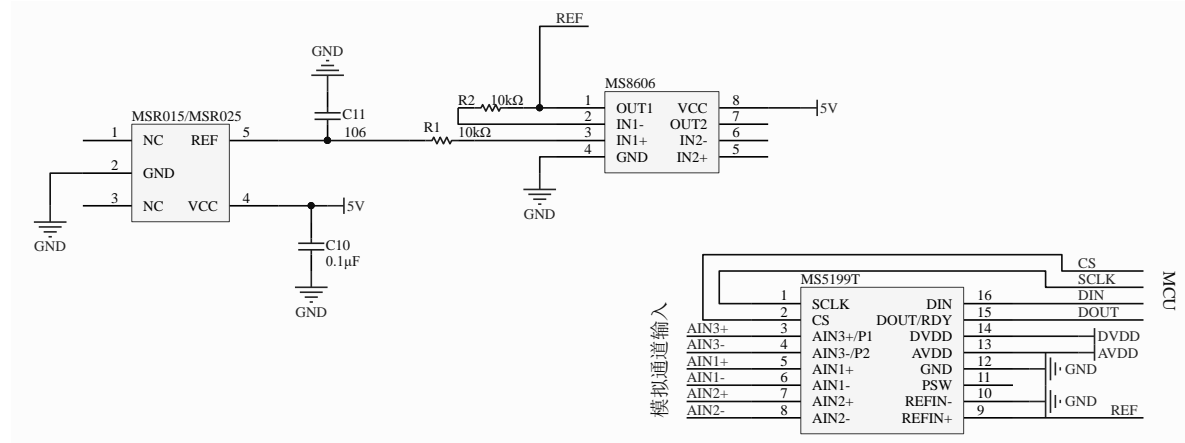 REF
GND
MS8606
R2 10kΩ
1 OUT1 VCC 8 5V
2 IN1- OUT2 7
3 IN1+ IN2- 6
4 GND IN2+ 5
GND
C11
106
R1 10kΩ
MSR015/MSR025
1 NC REF 5
2 GND
3 NC VCC 4 5V
GND
C10
0.1μF
GND
MS5199T
CS
SCLK
DIN
DOUT
MCU
模拟通道输入
1 SCLK DIN 16
2 CS DOUT/RDY 15
AIN3+ 3 AIN3+/P1 DVDD 14 DVDD
AIN3- 4 AIN3-/P2 AVDD 13 AVDD
AIN1+ 5 AIN1+ GND 12 GND
AIN1- 6 AIN1- PSW 11
AIN2+ 7 AIN2+ REFIN- 10 GND
AIN2- 8 AIN2- REFIN+ 9 REF